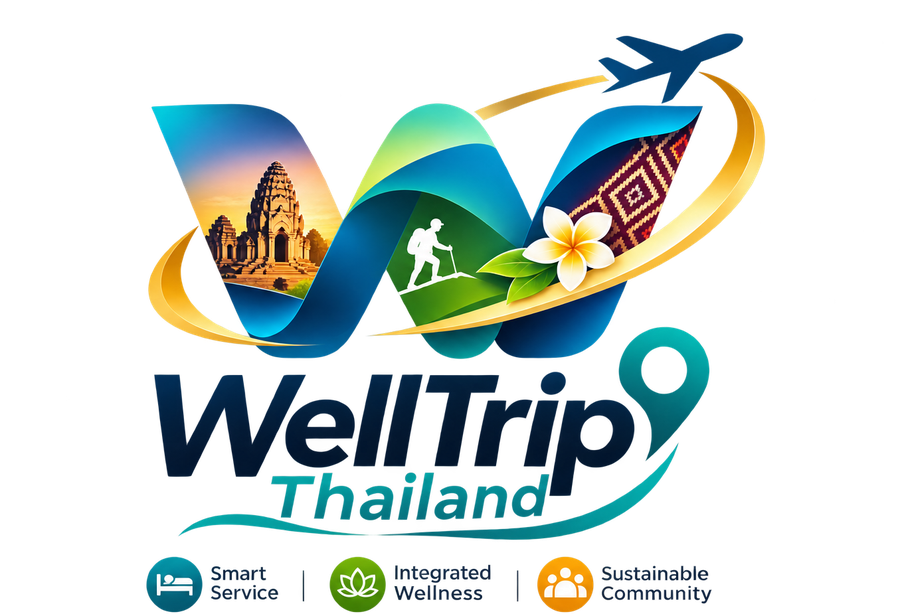 WellTrip
Thailand
Smart
Service
Integrated
Wellness
Sustainable
Community